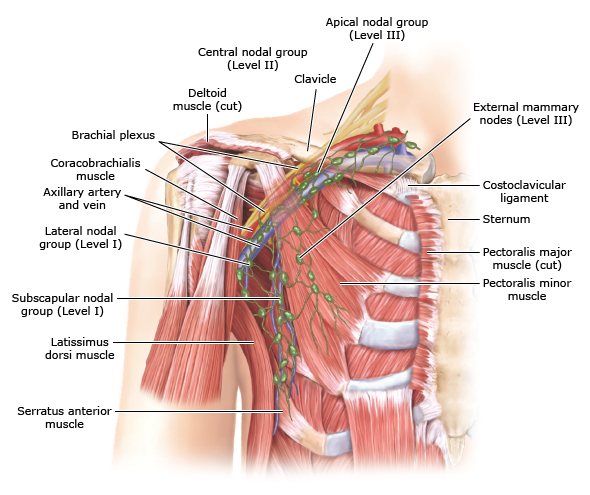 Apical nodal group
(Level III)
Central nodal group
(Level II)
Clavicle
Deltoid
muscle (cut)
External mammary
nodes (Level III)
Brachial plexus
Coracobrachialis
muscle
Axillary artery
and vein
Lateral nodal
group (Level I)
Subscapular nodal
group (Level I)
Latissimus
dorsi muscle
Serratus anterior
muscle
Costoclavicular
ligament
Sternum
Pectoralis major
muscle (cut)
Pectoralis minor
muscle